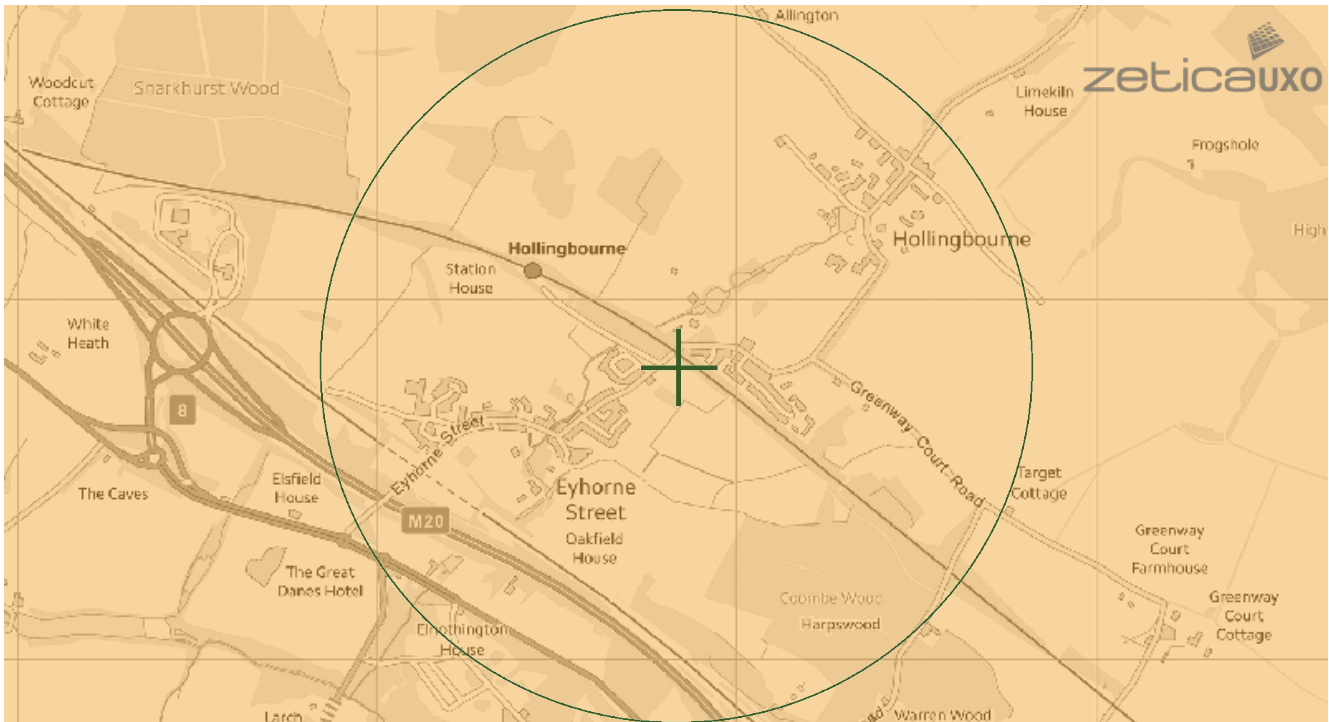 Allington
zeticauxo
Woodcut
Cottage
Snarkhurst Wood
Limekiln
House
Frogshole
High
Hollingbourne
Hollingbourne
Station
House
White
Heath
8
Greenway Court Road
Eyhorne Street
The Caves
Elsfield
House
M20
Eyhorne
Street
Oakfield
House
Target
Cottage
Greenway
Court
Farmhouse
The Great
Danes Hotel
Coombe Wood
Harpswood
Greenway
Court
Cottage
Elnothington
House
Larch
Warren Wood